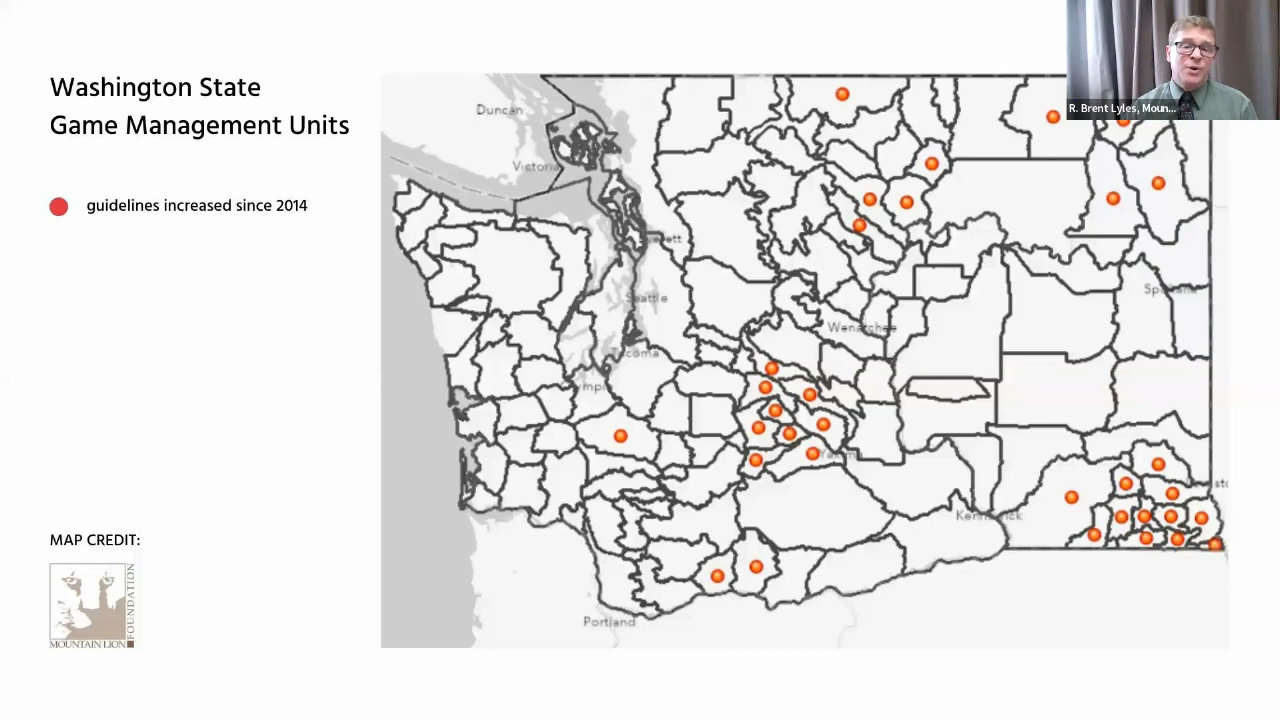 Washington State
Game Management Units
guidelines increased since 2014
R. Brent Lyles, Moun...
Duncan
Victoria
Everett
Seattle
Spokane
Wenatchee
Tacoma
Yakima
Kennewick
Portland
MAP CREDIT:
MOUNTAIN LION
FOUNDATION